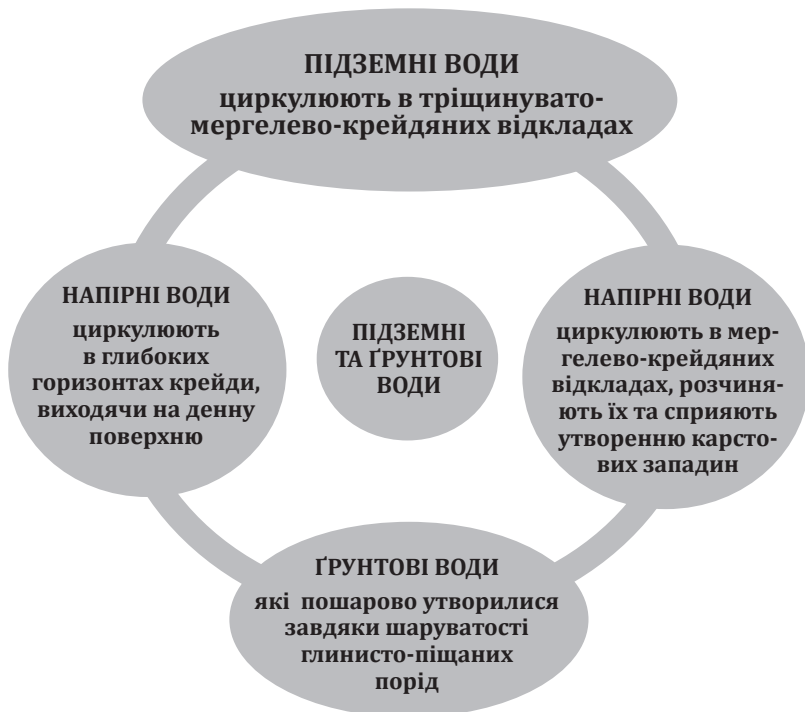 ПІДЗЕМНІ ВОДИ
циркулюють в тріщинувато-
мергелево-крейдяних відкладах
НАПІРНІ ВОДИ
циркулюють
в глибоких
горизонтах крейди,
виходячи на денну
поверхню
ПІДЗЕМНІ
ТА ҐРУНТОВІ
ВОДИ
НАПІРНІ ВОДИ
циркулюють в мер-
гелево-крейдяних
відкладах, розчиня-
ють їх та сприяють
утворенню карсто-
вих западин
ҐРУНТОВІ ВОДИ
які пошарово утворилися
завдяки шаруватості
глинисто-піщаних
порід